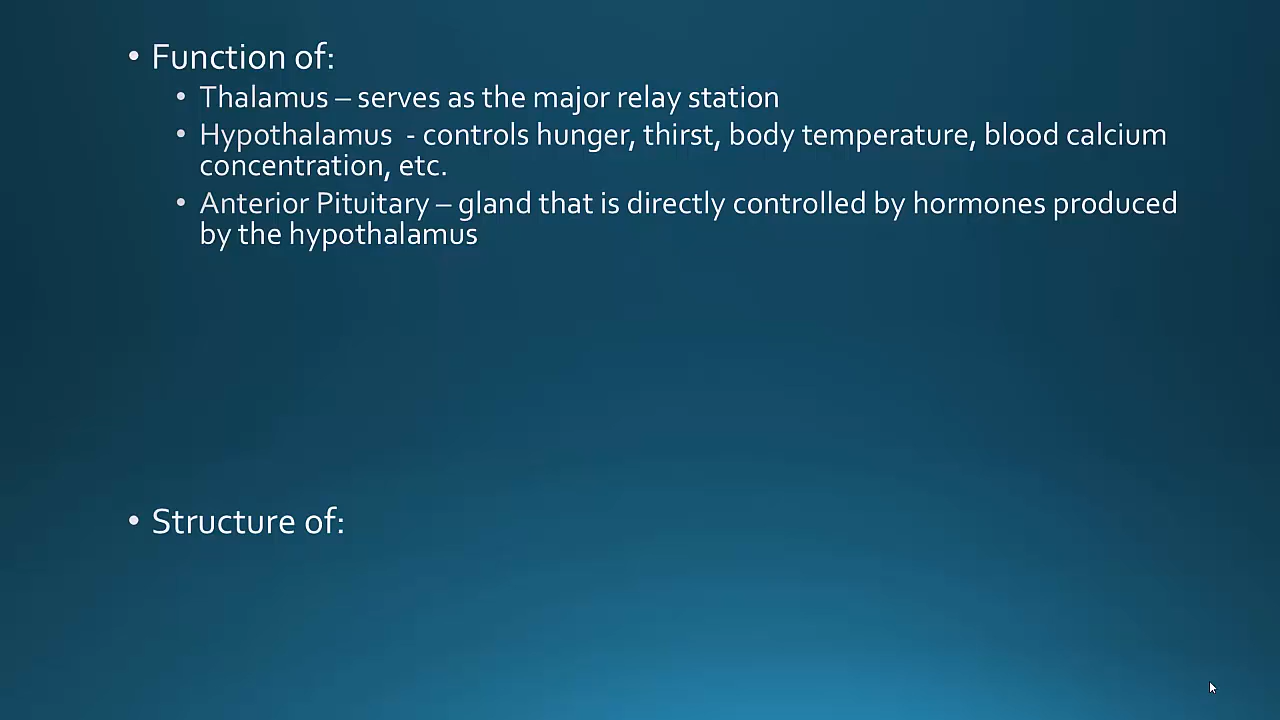 • Function of:
• Thalamus – serves as the major relay station
• Hypothalamus  - controls hunger, thirst, body temperature, blood calcium
concentration, etc.
• Anterior Pituitary – gland that is directly controlled by hormones produced
by the hypothalamus
• Structure of: